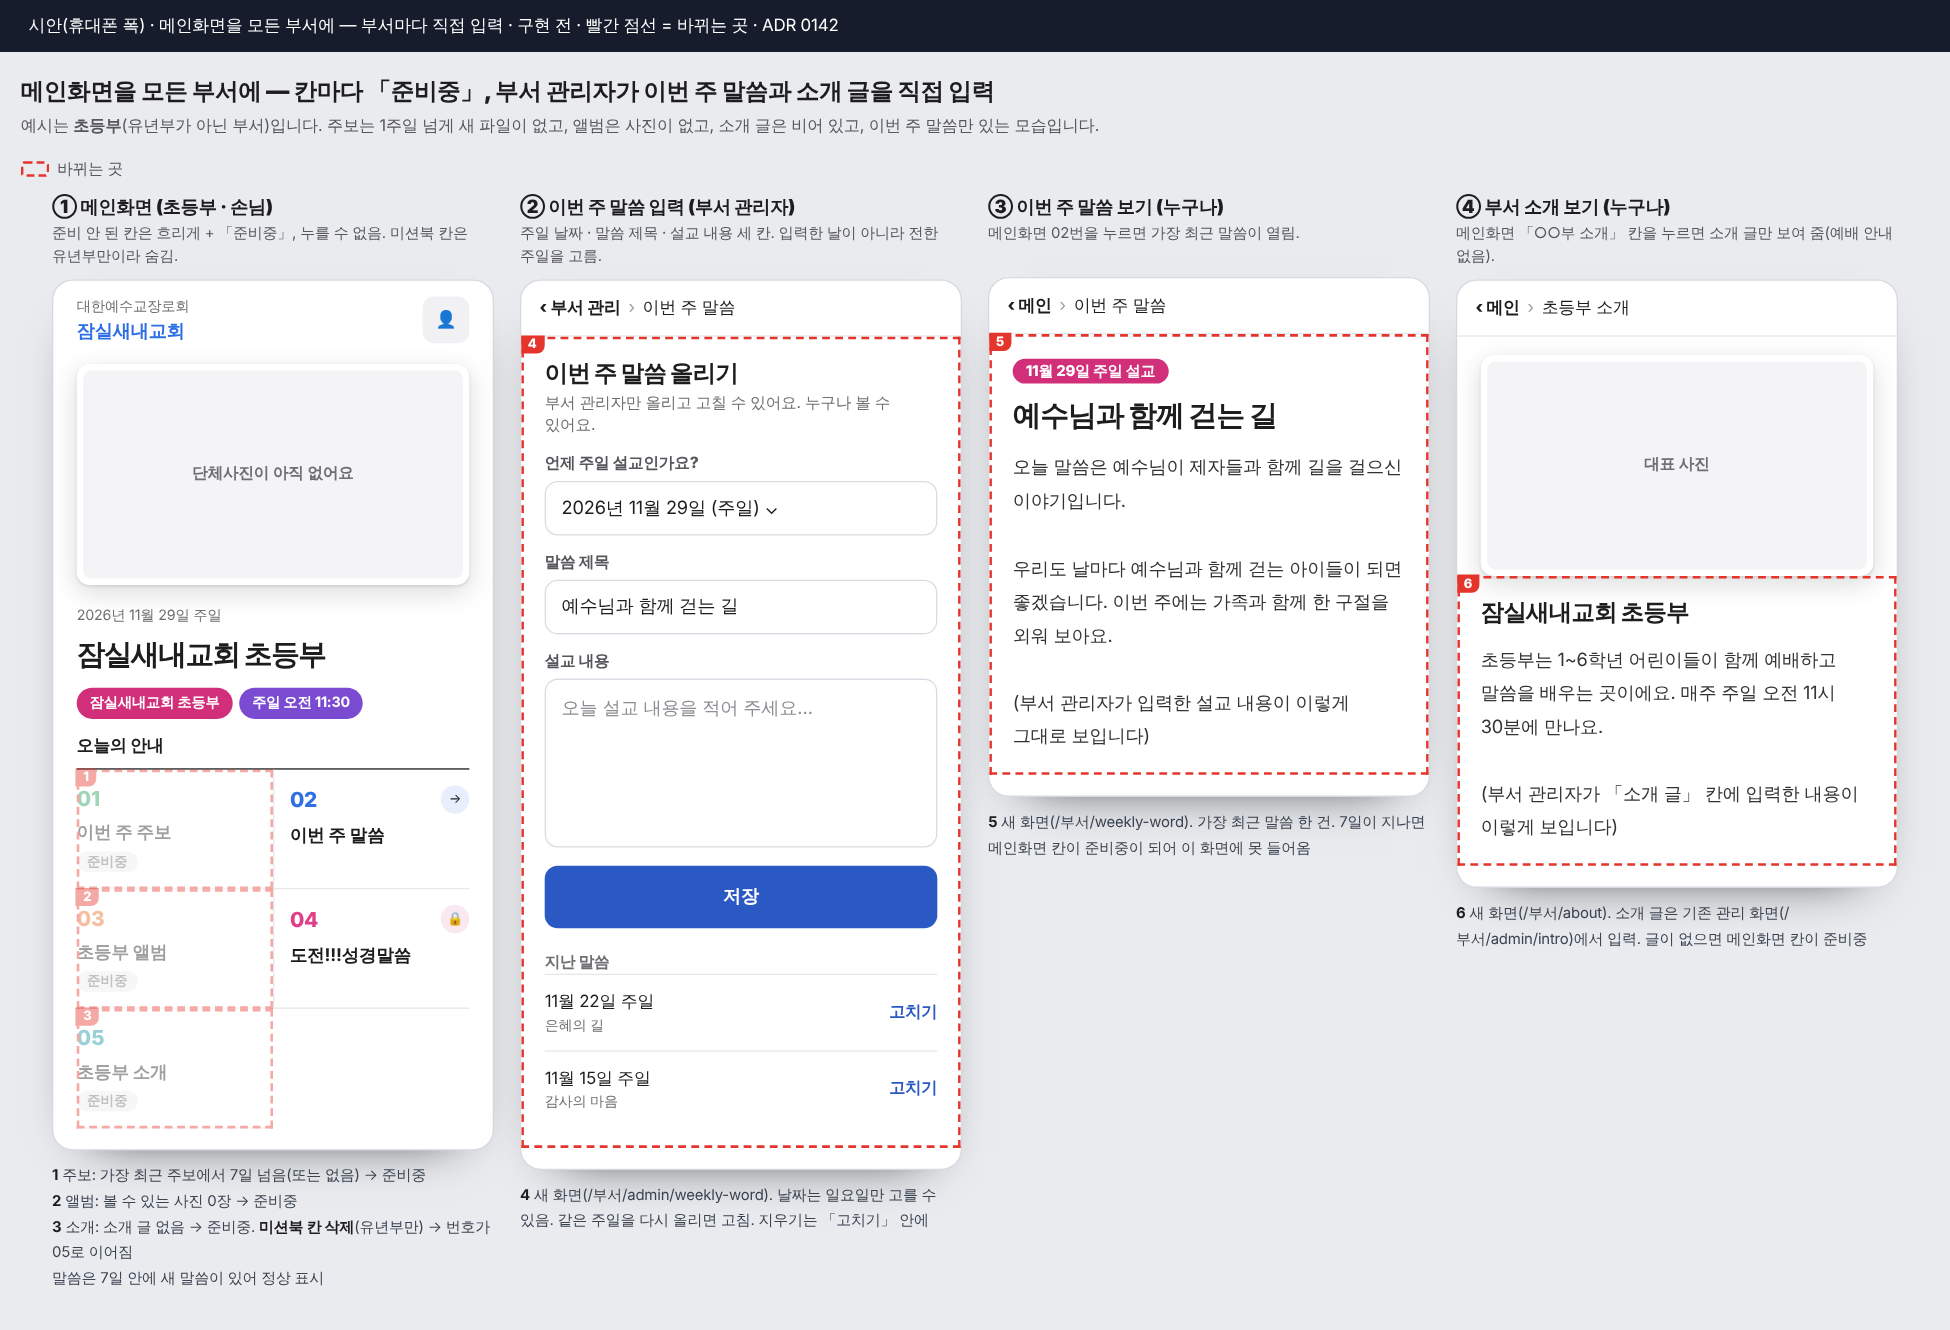 시안(휴대폰 폭) · 메인화면을 모든 부서에 — 부서마다 직접 입력 · 구현 전 · 빨간 점선 = 바뀌는 곳 · ADR 0142
메인화면을 모든 부서에 — 칸마다 「준비중」, 부서 관리자가 이번 주 말씀과 소개 글을 직접 입력
예시는 초등부(유년부가 아닌 부서)입니다. 주보는 1주일 넘게 새 파일이 없고, 앨범은 사진이 없고, 소개 글은 비어 있고, 이번 주 말씀만 있는 모습입니다.
바뀌는 곳
① 메인화면 (초등부 · 손님)
준비 안 된 칸은 흐리게 + 「준비중」, 누를 수 없음. 미션북 칸은
유년부만이라 숨김.
대한예수교장로회
잠실새내교회
단체사진이 아직 없어요
2026년 11월 29일 주일
잠실새내교회 초등부
잠실새내교회 초등부
주일 오전 11:30
오늘의 안내
1
01
이번 주 주보
준비중
02
→
이번 주 말씀
2
03
초등부 앨범
준비중
04
도전!!!성경말씀
3
05
초등부 소개
준비중
1 주보: 가장 최근 주보에서 7일 넘음(또는 없음) → 준비중
2 앨범: 볼 수 있는 사진 0장 → 준비중
3 소개: 소개 글 없음 → 준비중. 미션북 칸 삭제(유년부만) → 번호가
05로 이어짐
말씀은 7일 안에 새 말씀이 있어 정상 표시
② 이번 주 말씀 입력 (부서 관리자)
주일 날짜 · 말씀 제목 · 설교 내용 세 칸. 입력한 날이 아니라 전한
주일을 고름.
‹ 부서 관리 › 이번 주 말씀
4
이번 주 말씀 올리기
부서 관리자만 올리고 고칠 수 있어요. 누구나 볼 수
있어요.
언제 주일 설교인가요?
2026년 11월 29일 (주일)
말씀 제목
예수님과 함께 걷는 길
설교 내용
오늘 설교 내용을 적어 주세요...
저장
지난 말씀
11월 22일 주일
은혜의 길
고치기
11월 15일 주일
감사의 마음
고치기
4 새 화면(/부서/admin/weekly-word). 날짜는 일요일만 고를 수
있음. 같은 주일을 다시 올리면 고침. 지우기는 「고치기」 안에
③ 이번 주 말씀 보기 (누구나)
메인화면 02번을 누르면 가장 최근 말씀이 열림.
‹ 메인 › 이번 주 말씀
5
11월 29일 주일 설교
예수님과 함께 걷는 길
오늘 말씀은 예수님이 제자들과 함께 길을 걸으신
이야기입니다.
우리도 날마다 예수님과 함께 걷는 아이들이 되면
좋겠습니다. 이번 주에는 가족과 함께 한 구절을
외워 보아요.
(부서 관리자가 입력한 설교 내용이 이렇게
그대로 보입니다)
5 새 화면(/부서/weekly-word). 가장 최근 말씀 한 건. 7일이 지나면
메인화면 칸이 준비중이 되어 이 화면에 못 들어옴
④ 부서 소개 보기 (누구나)
메인화면 「○○부 소개」 칸을 누르면 소개 글만 보여 줌(예배 안내
없음).
‹ 메인 › 초등부 소개
대표 사진
6
잠실새내교회 초등부
초등부는 1~6학년 어린이들이 함께 예배하고
말씀을 배우는 곳이에요. 매주 주일 오전 11시
30분에 만나요.
(부서 관리자가 「소개 글」 칸에 입력한 내용이
이렇게 보입니다)
6 새 화면(/부서/about). 소개 글은 기존 관리 화면(/
부서/admin/intro)에서 입력. 글이 없으면 메인화면 칸이 준비중